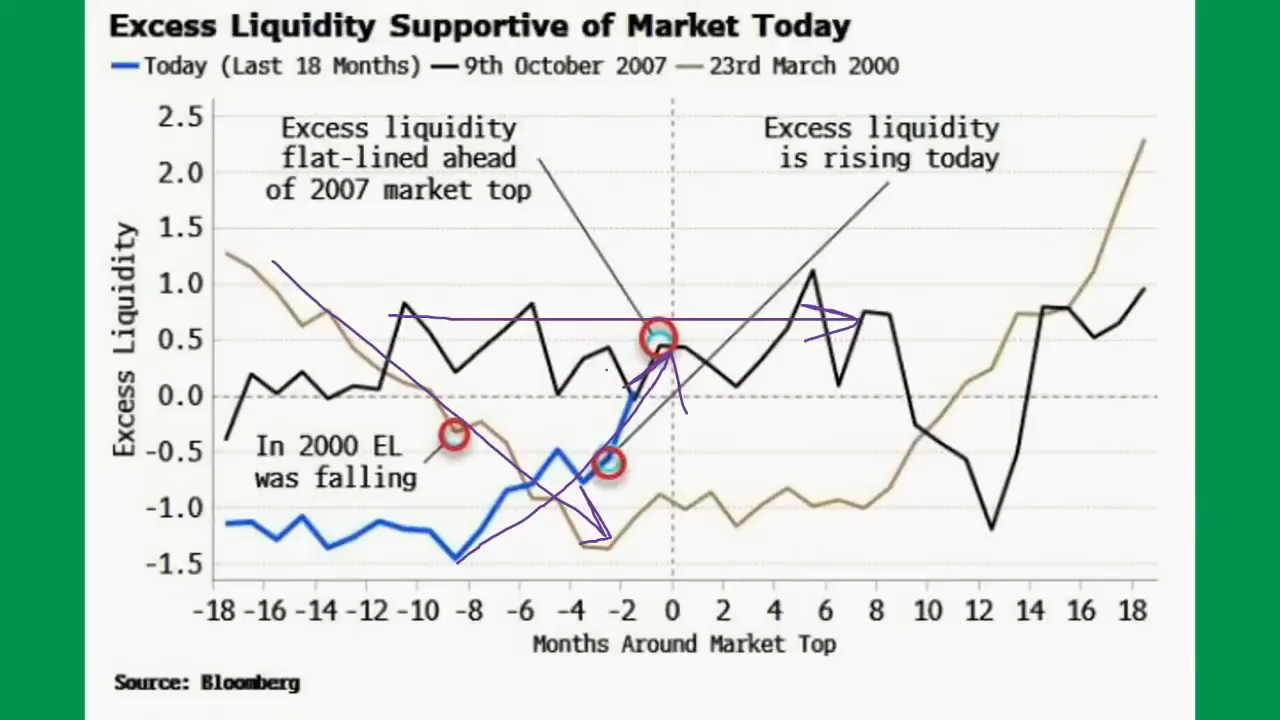 Excess Liquidity Supportive of Market Today
Today (Last 18 Months) 9th October 2007 23rd March 2000
Excess liquidity
flat-lined ahead
of 2007 market top
Excess liquidity
is rising today
In 2000 EL
was falling
Excess Liquidity
2.5
2.0
1.5
1.0
0.5
0.0
-0.5
-1.0
-1.5
-18 -16 -14 -12 -10 -8 -6 -4 -2 0 2 4 6 8 10 12 14 16 18
Months Around Market Top
Source: Bloomberg